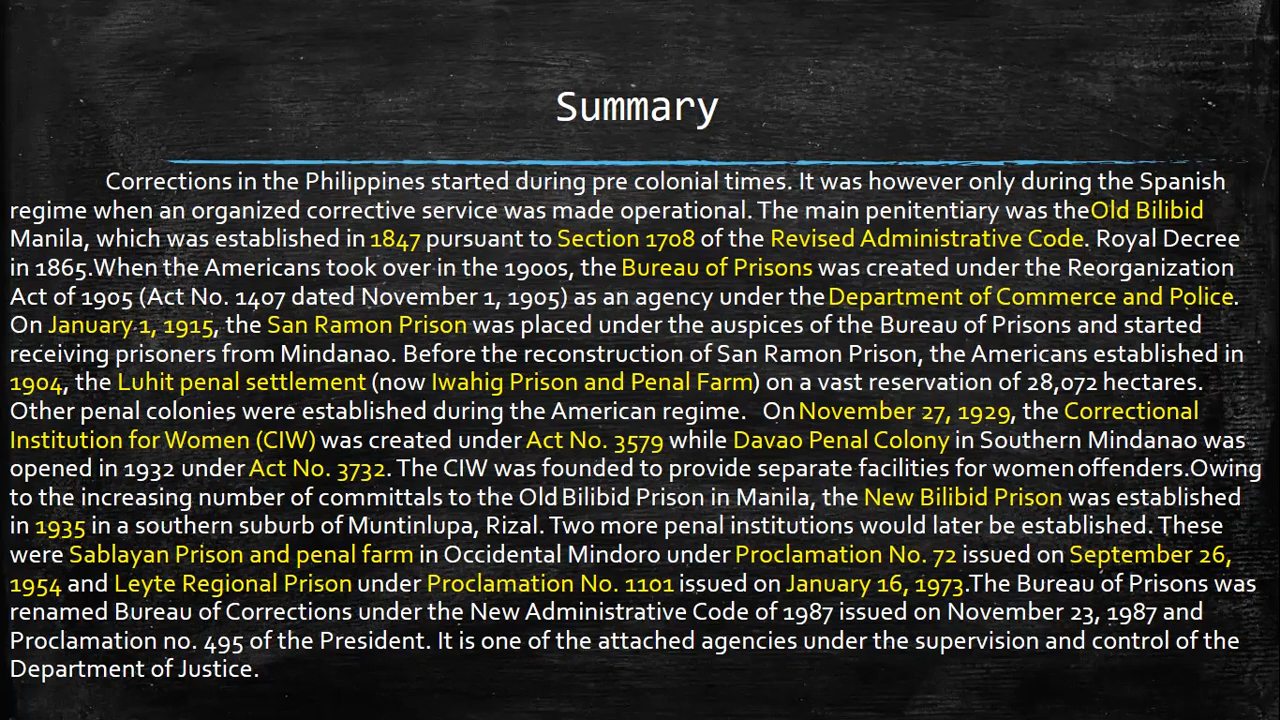 Summary
Corrections in the Philippines started during pre colonial times. It was however only during the Spanish
regime when an organized corrective service was made operational. The main penitentiary was theOld Bilibid
Manila, which was established in 1847 pursuant to Section 1708 of the Revised Administrative Code. Royal Decree
in 1865.When the Americans took over in the 1900s, the Bureau of Prisons was created under the Reorganization
Act of 1905 (Act No. 1407 dated November 1, 1905) as an agency under the Department of Commerce and Police.
On January 1, 1915, the San Ramon Prison was placed under the auspices of the Bureau of Prisons and started
receiving prisoners from Mindanao. Before the reconstruction of San Ramon Prison, the Americans established in
1904, the Luhit penal settlement (now Iwahig Prison and Penal Farm) on a vast reservation of 28,072 hectares.
Other penal colonies were established during the American regime. On November 27, 1929, the Correctional
Institution for Women (CIW) was created under Act No. 3579 while Davao Penal Colony in Southern Mindanao was
opened in 1932 under Act No. 3732. The CIW was founded to provide separate facilities for women offenders.Owing
to the increasing number of committals to the Old Bilibid Prison in Manila, the New Bilibid Prison was established
in 1935 in a southern suburb of Muntinlupa, Rizal. Two more penal institutions would later be established. These
were Sablayan Prison and penal farm in Occidental Mindoro under Proclamation No. 72 issued on September 26,
1954 and Leyte Regional Prison under Proclamation No. 1101 issued on January 16, 1973.The Bureau of Prisons was
renamed Bureau of Corrections under the New Administrative Code of 1987 issued on November 23, 1987 and
Proclamation no. 495 of the President. It is one of the attached agencies under the supervision and control of the
Department of Justice.